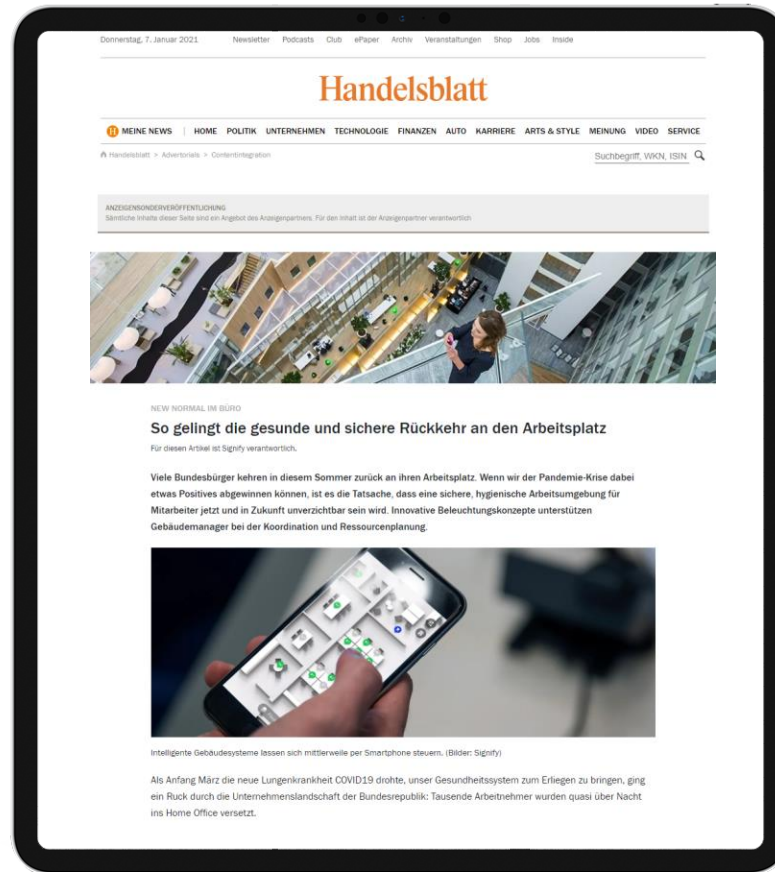 Donnerstag, 7. Januar 2021 Newsletter Podcasts Club ePaper Archiv Veranstaltungen Shop Jobs Inside
Handelsblatt
H MEINE NEWS | HOME POLITIK UNTERNEHMEN TECHNOLOGIE FINANZEN AUTO KARRIERE ARTS & STYLE MEINUNG VIDEO SERVICE
Handelsblatt > Advertorials > Contentintegration Suchbegriff, WKN, ISIN
ANZEIGENSONDERVERÖFFENTLICHUNG
Sämtliche Inhalte dieser Seite sind ein Angebot des Anzeigenpartners. Für den Inhalt ist der Anzeigenpartner verantwortlich
NEW NORMAL IM BÜRO
So gelingt die gesunde und sichere Rückkehr an den Arbeitsplatz
Für diesen Artikel ist Signify verantwortlich.
Viele Bundesbürger kehren in diesem Sommer zurück an ihren Arbeitsplatz. Wenn wir der Pandemie-Krise dabei
etwas Positives abgewinnen können, ist es die Tatsache, dass eine sichere, hygienische Arbeitsumgebung für
Mitarbeiter jetzt und in Zukunft unverzichtbar sein wird. Innovative Beleuchtungskonzepte unterstützen
Gebäudemanager bei der Koordination und Ressourcenplanung.
Intelligente Gebäudesysteme lassen sich mittlerweile per Smartphone steuern. (Bilder: Signify)
Als Anfang März die neue Lungenkrankheit COVID19 drohte, unser Gesundheitssystem zum Erliegen zu bringen, ging
ein Ruck durch die Unternehmenslandschaft der Bundesrepublik: Tausende Arbeitnehmer wurden quasi über Nacht
ins Home Office versetzt.